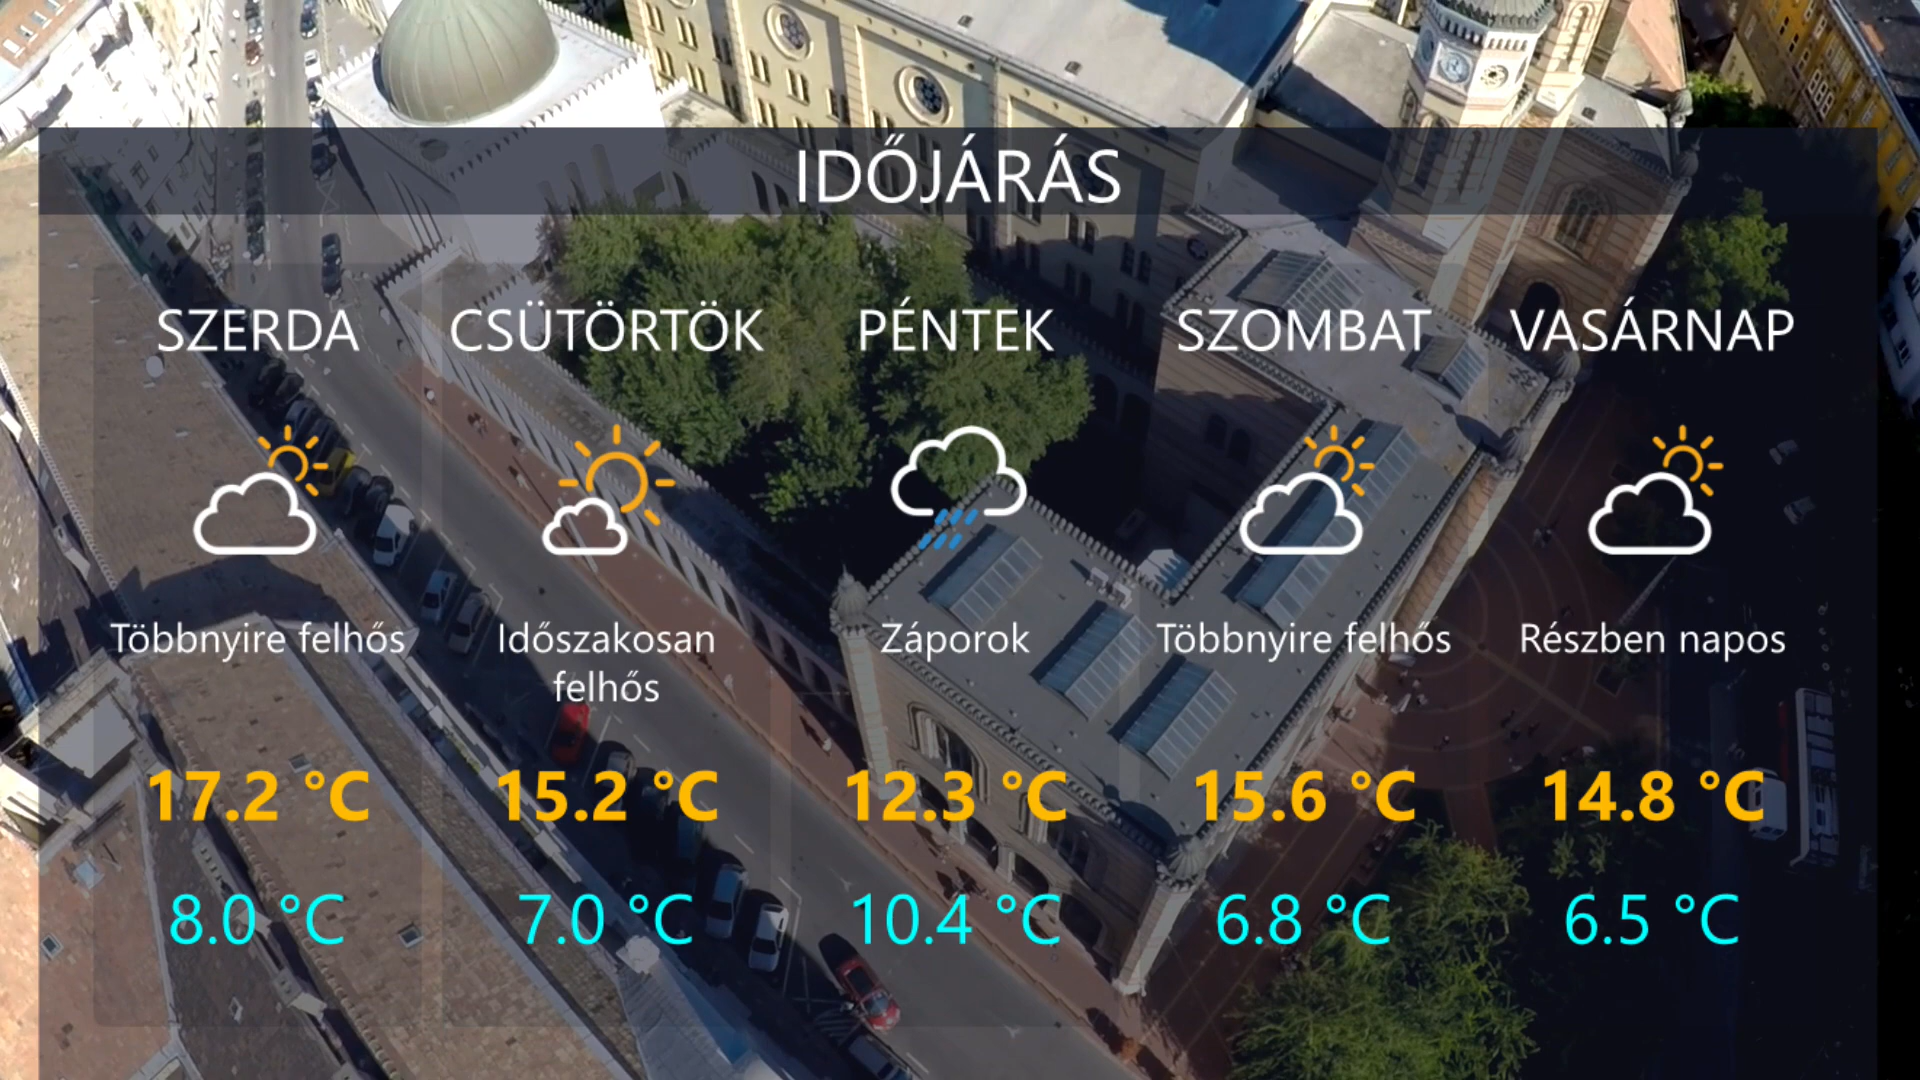 IDŐJÁRÁS
SZERDA
CSÜTÖRTÖK
PÉNTEK
SZOMBAT
VASÁRNAP
Többnyire felhős
Időszakosan
felhős
Záporok
Többnyire felhős
Részben napos
17.2 °C
15.2 °C
12.3 °C
15.6 °C
14.8 °C
8.0 °C
7.0 °C
10.4 °C
6.8 °C
6.5 °C